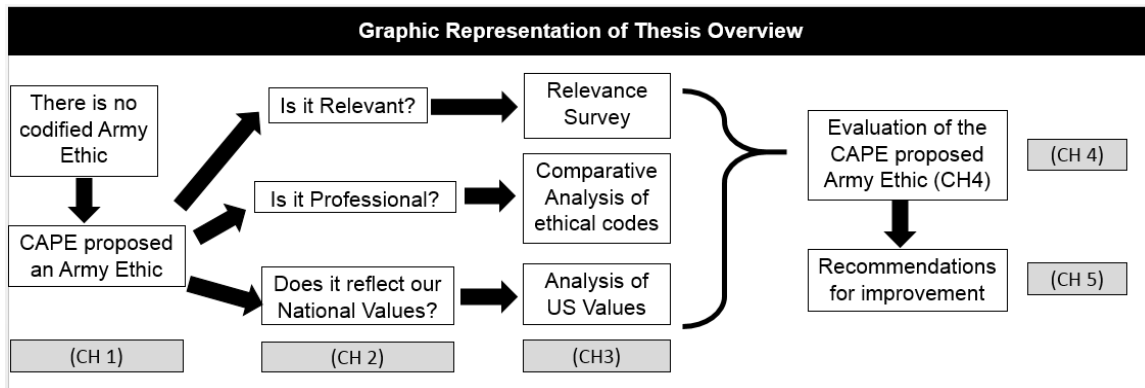 Graphic Representation of Thesis Overview
There is no
codified Army
Ethic
CAPE proposed
an Army Ethic
(CH 1)
Is it Relevant?
Is it Professional?
Does it reflect our
National Values?
(CH 2)
Relevance
Survey
Comparative
Analysis of
ethical codes
Analysis of
US Values
(CH3)
Evaluation of the
CAPE proposed
Army Ethic (CH4)
(CH 4)
Recommendations
for improvement
(CH 5)